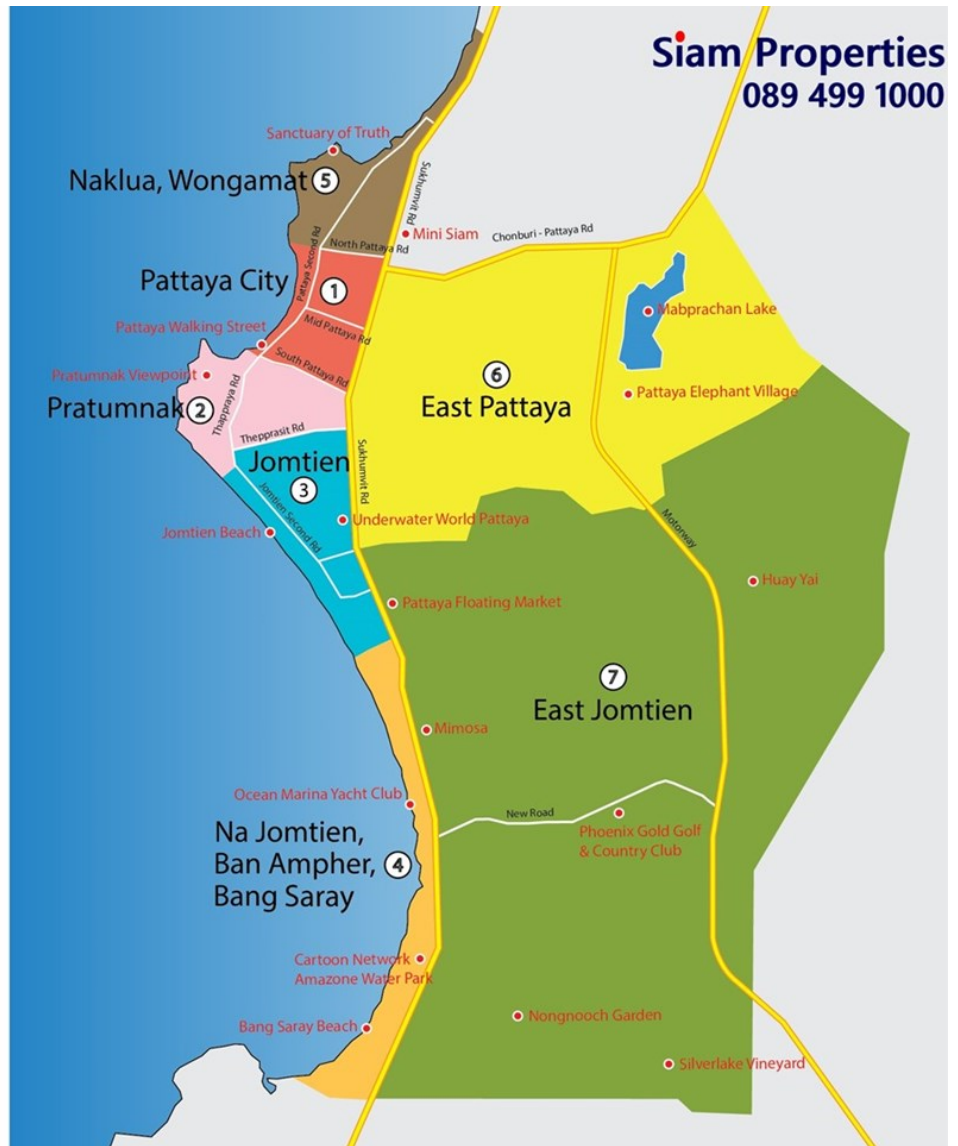 Siam Properties
089 499 1000
Sanctuary of Truth
Naklua, Wongamat 5
Sukhumvit Rd
Mini Siam
Chonburi - Pattaya Rd
North Pattaya Rd
Pattaya Second Rd
Pattaya City
1
Mabprachan Lake
Mid Pattaya Rd
Pattaya Walking Street
South Pattaya Rd
Pratumnak Viewpoint
6
East Pattaya
Pattaya Elephant Village
Pratumnak 2
Thappraya Rd
Thepprasit Rd
Jomtien
3
Sukhumvit Rd
Jomtien Second Rd
Underwater World Pattaya
Jomtien Beach
Motorway
Huay Yai
Pattaya Floating Market
7
East Jomtien
Mimosa
Ocean Marina Yacht Club
New Road
Phoenix Gold Golf
& Country Club
Na Jomtien,
Ban Ampher,
Bang Saray
4
Cartoon Network
Amazone Water Park
Bang Saray Beach
Nongnooch Garden
Silverlake Vineyard